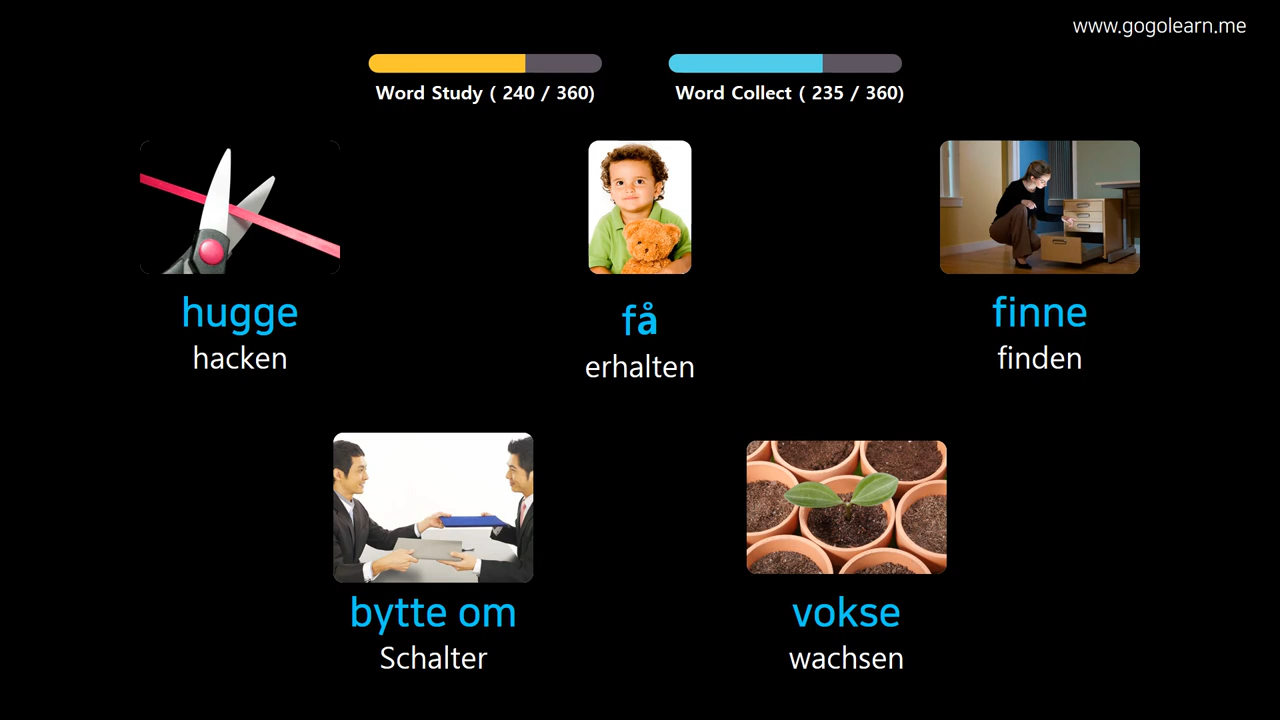 www.gogolearn.me
Word Study ( 240 / 360)
Word Collect ( 235 / 360)
hugge
hacken
få
erhalten
finne
finden
bytte om
Schalter
vokse
wachsen